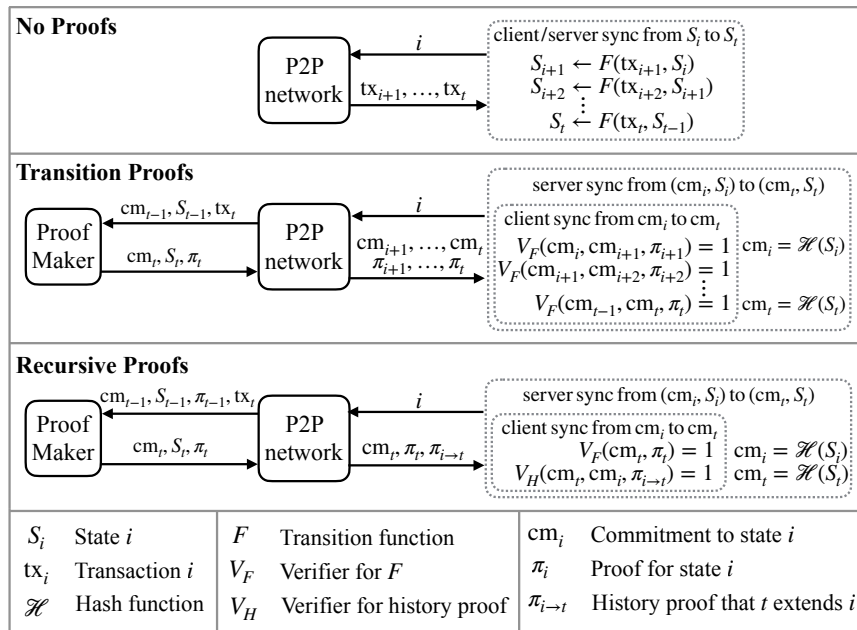 No Proofs
P2P
network
i
tx_{i+1}, …, tx_t
client/server sync from S_i to S_t
S_{i+1} ← F(tx_{i+1}, S_i)
S_{i+2} ← F(tx_{i+2}, S_{i+1})
⋮
S_t ← F(tx_t, S_{t−1})
Transition Proofs
Proof
Maker
cm_{t−1}, S_{t−1}, tx_t
cm_t, S_t, π_t
P2P
network
i
cm_{i+1}, …, cm_t
π_{i+1}, …, π_t
server sync from (cm_i, S_i) to (cm_t, S_t)
client sync from cm_i to cm_t
V_F(cm_i, cm_{i+1}, π_{i+1}) = 1 cm_i = ℋ(S_i)
V_F(cm_{i+1}, cm_{i+2}, π_{i+2}) = 1
⋮
V_F(cm_{t−1}, cm_t, π_t) = 1 cm_t = ℋ(S_t)
Recursive Proofs
Proof
Maker
cm_{t−1}, S_{t−1}, π_{t−1}, tx_t
cm_t, S_t, π_t
P2P
network
i
cm_t, π_t, π_{i→t}
server sync from (cm_i, S_i) to (cm_t, S_t)
client sync from cm_i to cm_t
V_F(cm_t, π_t) = 1 cm_i = ℋ(S_i)
V_H(cm_t, cm_i, π_{i→t}) = 1 cm_t = ℋ(S_t)
S_i State i
tx_i Transaction i
ℋ Hash function
F Transition function
V_F Verifier for F
V_H Verifier for history proof
cm_i Commitment to state i
π_i Proof for state i
π_{i→t} History proof that t extends i